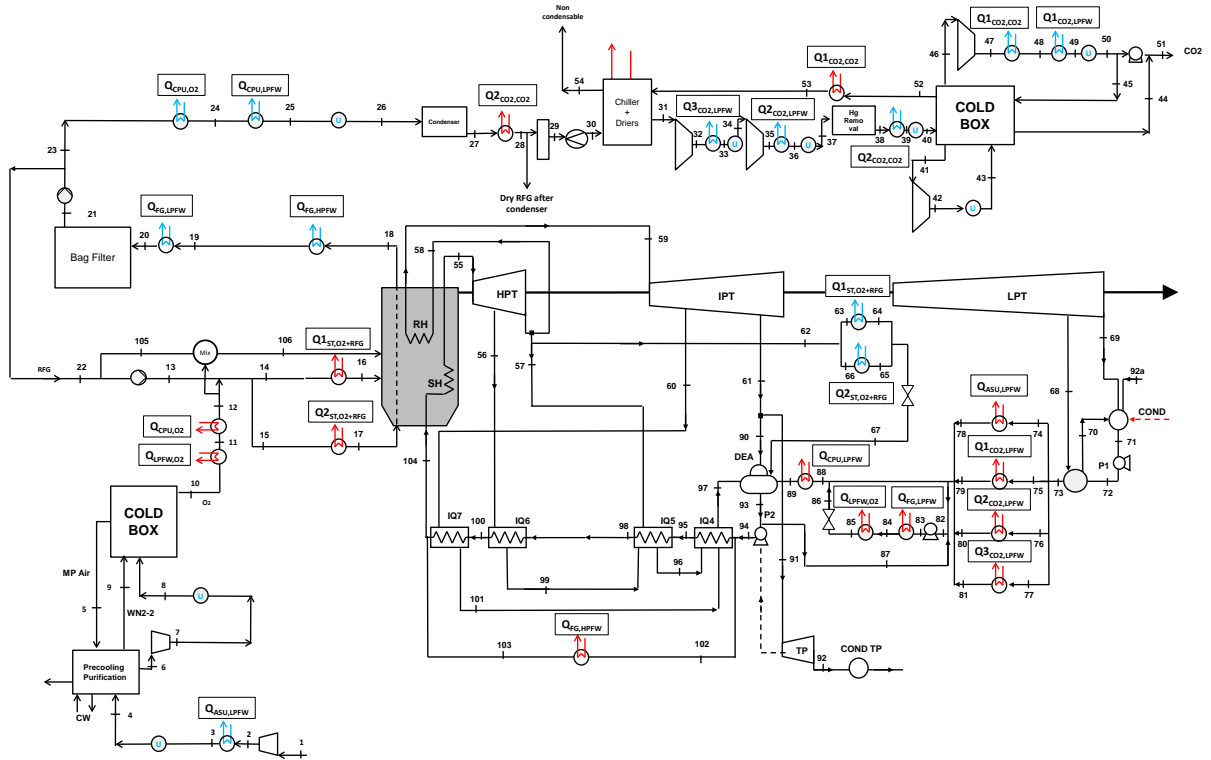 Non
condensable
Q1CO2,CO2
Q1CO2,LPFW
46
47
48
49
U
50
51
CO2
QCPU,O2
QCPU,LPFW
24
25
U
26
Q2CO2,CO2
54
Q1CO2,CO2
53
52
45
44
Chiller
+
Driers
31
Q3CO2,LPFW
34
Q2CO2,LPFW
Hg
Remo
val
COLD
BOX
Condenser
27
28
29
30
32
33
U
35
36
U
37
38
39
U
40
23
Q2CO2,CO2
41
42
U
43
Dry RFG after
condenser
21
QFG,LPFW
QFG,HPFW
20
19
18
Bag Filter
58
55
59
HPT
IPT
Q1ST,O2+RFG
LPT
RH
SH
63
64
62
66
65
69
105
Mix
106
Q1ST,O2+RFG
RFG
22
13
14
16
56
57
60
61
Q2ST,O2+RFG
68
92a
QASU,LPFW
COND
12
Q2ST,O2+RFG
QCPU,O2
11
15
17
104
67
78
74
70
71
QLPFW,O2
90
DEA
QCPU,LPFW
Q1CO2,LPFW
P1
10
O2
97
89
88
79
75
73
72
COLD
BOX
93
P2
86
QLPFW,O2
QFG,LPFW
Q2CO2,LPFW
IQ7
100
IQ6
98
IQ5
95
IQ4
94
85
84
83
82
80
76
91
87
Q3CO2,LPFW
96
99
101
81
77
MP Air
9
8
U
5
WN2-2
7
6
QFG,HPFW
103
102
Precooling
Purification
TP
92
COND TP
CW
4
QASU,LPFW
U
3
2
1